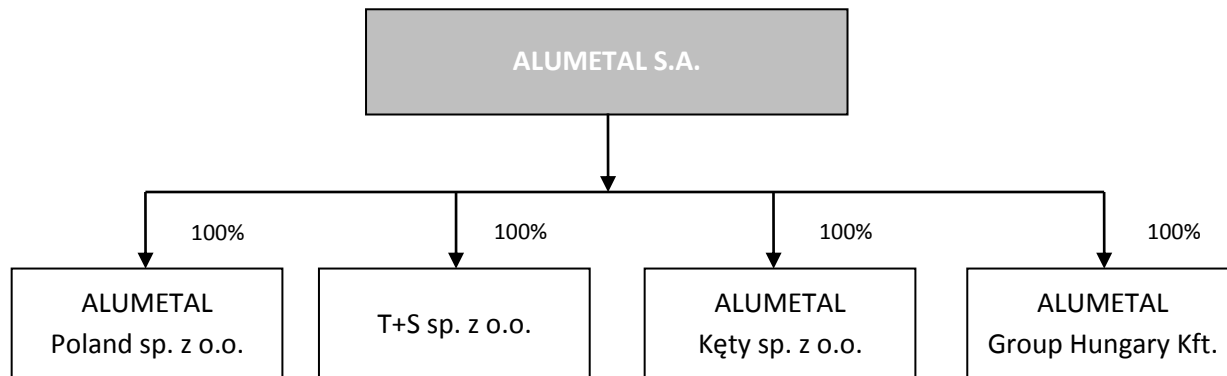 ALUMETAL S.A.
100%
100%
100%
100%
ALUMETAL
Poland sp. z o.o.
T+S sp. z o.o.
ALUMETAL
Kęty sp. z o.o.
ALUMETAL
Group Hungary Kft.